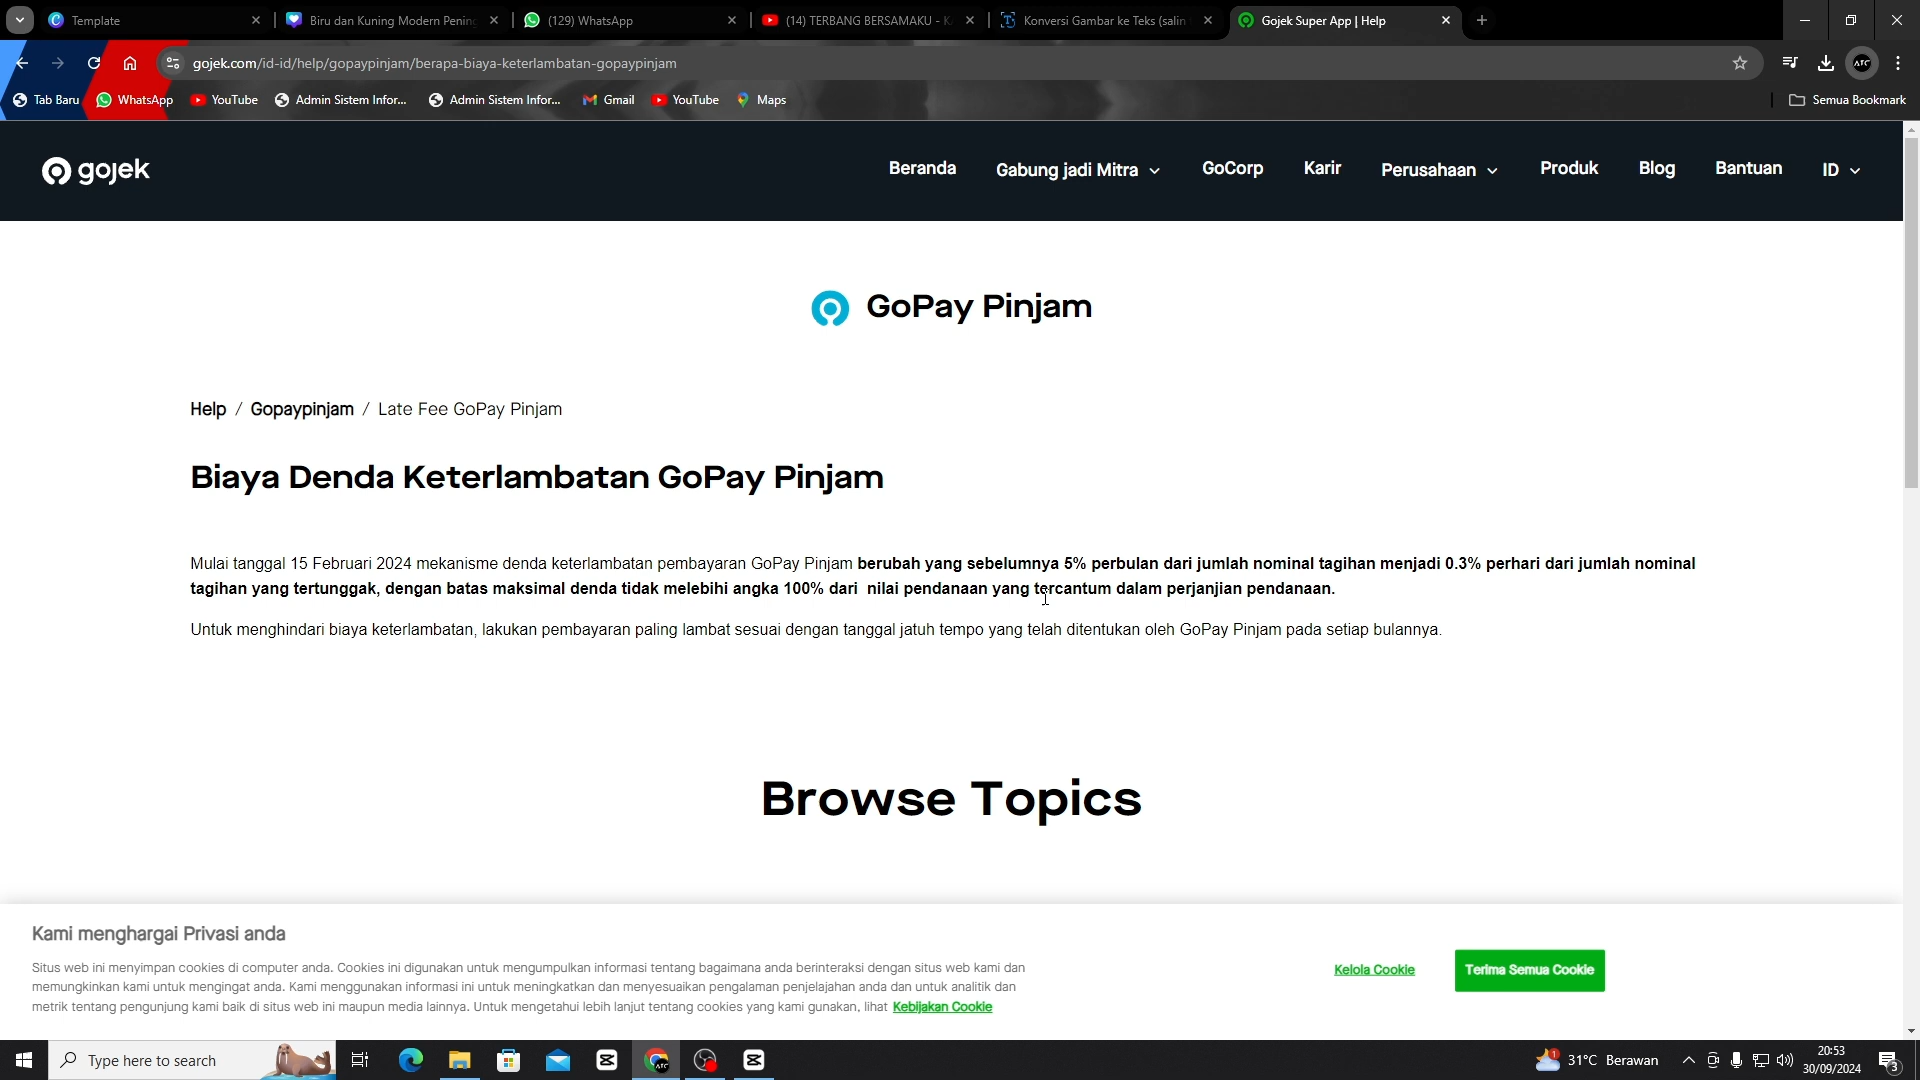 Template
Biru dan Kuning Modern Pening
(129) WhatsApp
(14) TERBANG BERSAMAKU - K
Konversi Gambar ke Teks (salin
Gojek Super App | Help
gojek.com/id-id/help/gopaypinjam/berapa-biaya-keterlambatan-gopaypinjam
ATC
Tab Baru
WhatsApp
YouTube
Admin Sistem Infor...
Admin Sistem Infor...
Gmail
YouTube
Maps
Semua Bookmark
gojek
Beranda
Gabung jadi Mitra
GoCorp
Karir
Perusahaan
Produk
Blog
Bantuan
ID
GoPay Pinjam
Help / Gopaypinjam / Late Fee GoPay Pinjam
Biaya Denda Keterlambatan GoPay Pinjam
Mulai tanggal 15 Februari 2024 mekanisme denda keterlambatan pembayaran GoPay Pinjam berubah yang sebelumnya 5% perbulan dari jumlah nominal tagihan menjadi 0.3% perhari dari jumlah nominal
tagihan yang tertunggak, dengan batas maksimal denda tidak melebihi angka 100% dari nilai pendanaan yang tercantum dalam perjanjian pendanaan.
Untuk menghindari biaya keterlambatan, lakukan pembayaran paling lambat sesuai dengan tanggal jatuh tempo yang telah ditentukan oleh GoPay Pinjam pada setiap bulannya.
Browse Topics
Kami menghargai Privasi anda
Situs web ini menyimpan cookies di computer anda. Cookies ini digunakan untuk mengumpulkan informasi tentang bagaimana anda berinteraksi dengan situs web kami dan
memungkinkan kami untuk mengingat anda. Kami menggunakan informasi ini untuk meningkatkan dan menyesuaikan pengalaman penjelajahan anda dan untuk analitik dan
metrik tentang pengunjung kami baik di situs web ini maupun media lainnya. Untuk mengetahui lebih lanjut tentang cookies yang kami gunakan, lihat Kebijakan Cookie
Kelola Cookie
Terima Semua Cookie
Type here to search
1
31°C Berawan
20:53
30/09/2024
3